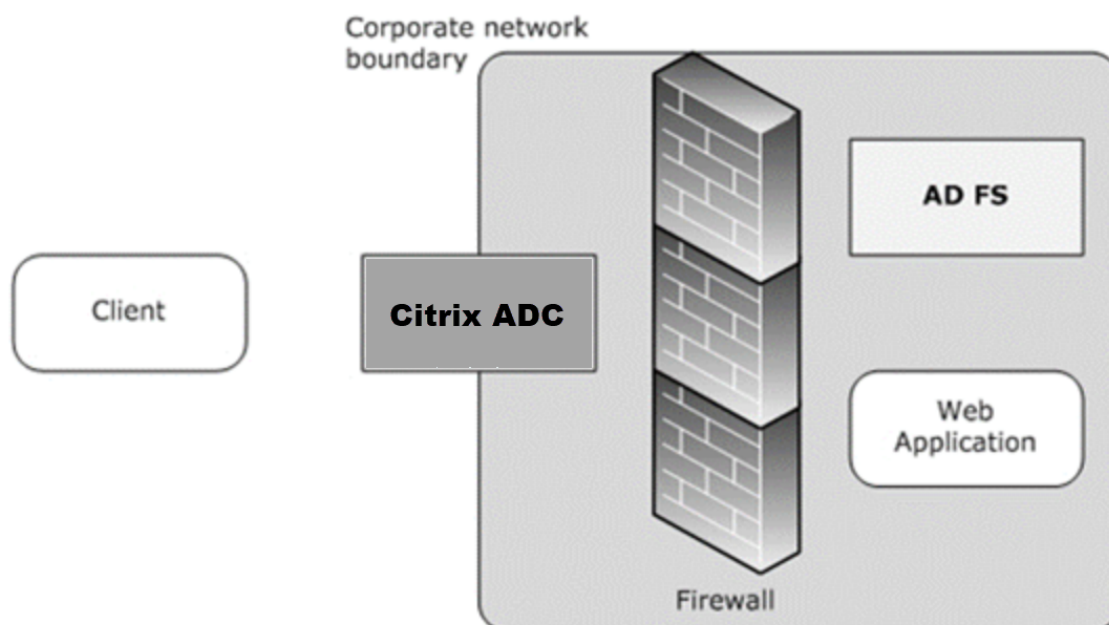 Corporate network
boundary
AD FS
Client
Citrix ADC
Web
Application
Firewall